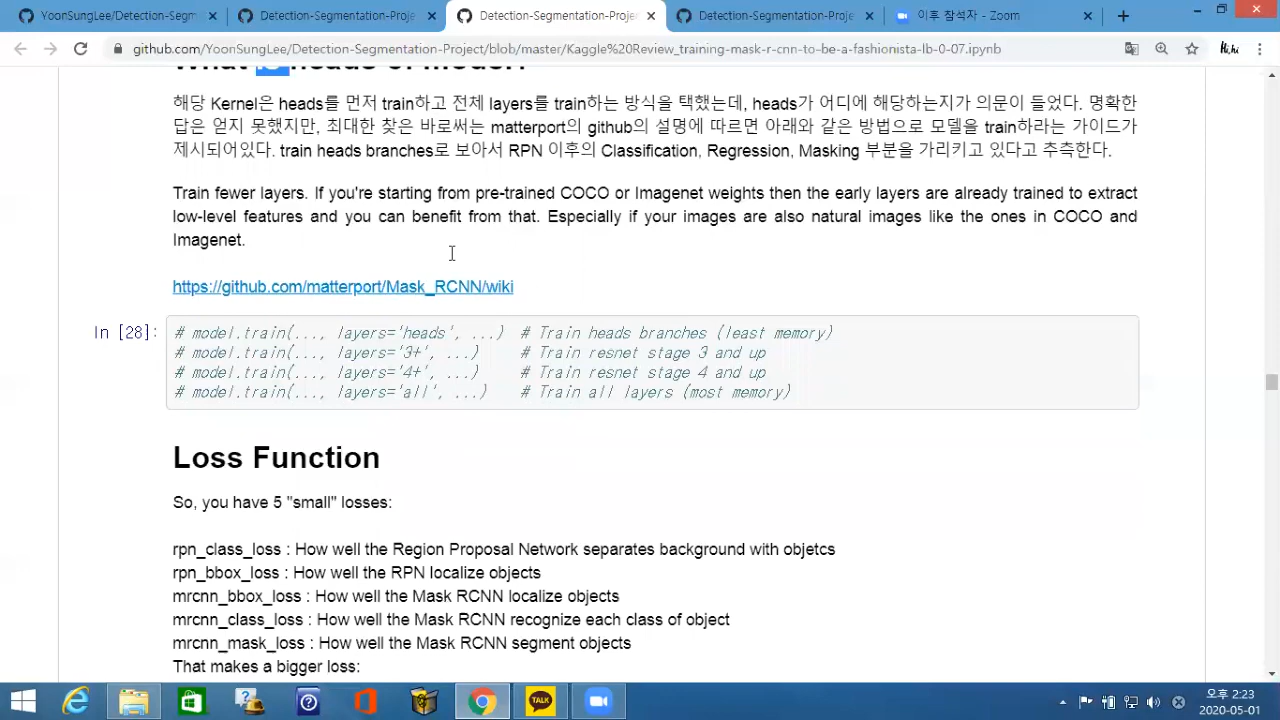 YoonSungLee/Detection-Segm
Detection-Segmentation-Proje
Detection-Segmentation-Proje
Detection-Segmentation-Proje
이후 참석자 - Zoom
github.com/YoonSungLee/Detection-Segmentation-Project/blob/master/Kaggle%20Review_training-mask-r-cnn-to-be-a-fashionista-lb-0-07.ipynb
What is heads of model?
해당 Kernel은 heads를 먼저 train하고 전체 layers를 train하는 방식을 택했는데, heads가 어디에 해당하는지가 의문이 들었다. 명확한
답은 얻지 못했지만, 최대한 찾은 바로써는 matterport의 github의 설명에 따르면 아래와 같은 방법으로 모델을 train하라는 가이드가
제시되어있다. train heads branches로 보아서 RPN 이후의 Classification, Regression, Masking 부분을 가리키고 있다고 추측한다.
Train fewer layers. If you're starting from pre-trained COCO or Imagenet weights then the early layers are already trained to extract
low-level features and you can benefit from that. Especially if your images are also natural images like the ones in COCO and
Imagenet.
https://github.com/matterport/Mask_RCNN/wiki
In [28]:
# model.train(..., layers='heads', ...)  # Train heads branches (least memory)
# model.train(..., layers='3+', ...)     # Train resnet stage 3 and up
# model.train(..., layers='4+', ...)     # Train resnet stage 4 and up
# model.train(..., layers='all', ...)    # Train all layers (most memory)
Loss Function
So, you have 5 "small" losses:
rpn_class_loss : How well the Region Proposal Network separates background with objetcs
rpn_bbox_loss : How well the RPN localize objects
mrcnn_bbox_loss : How well the Mask RCNN localize objects
mrcnn_class_loss : How well the Mask RCNN recognize each class of object
mrcnn_mask_loss : How well the Mask RCNN segment objects
That makes a bigger loss:
TALK
오후 2:23
2020-05-01